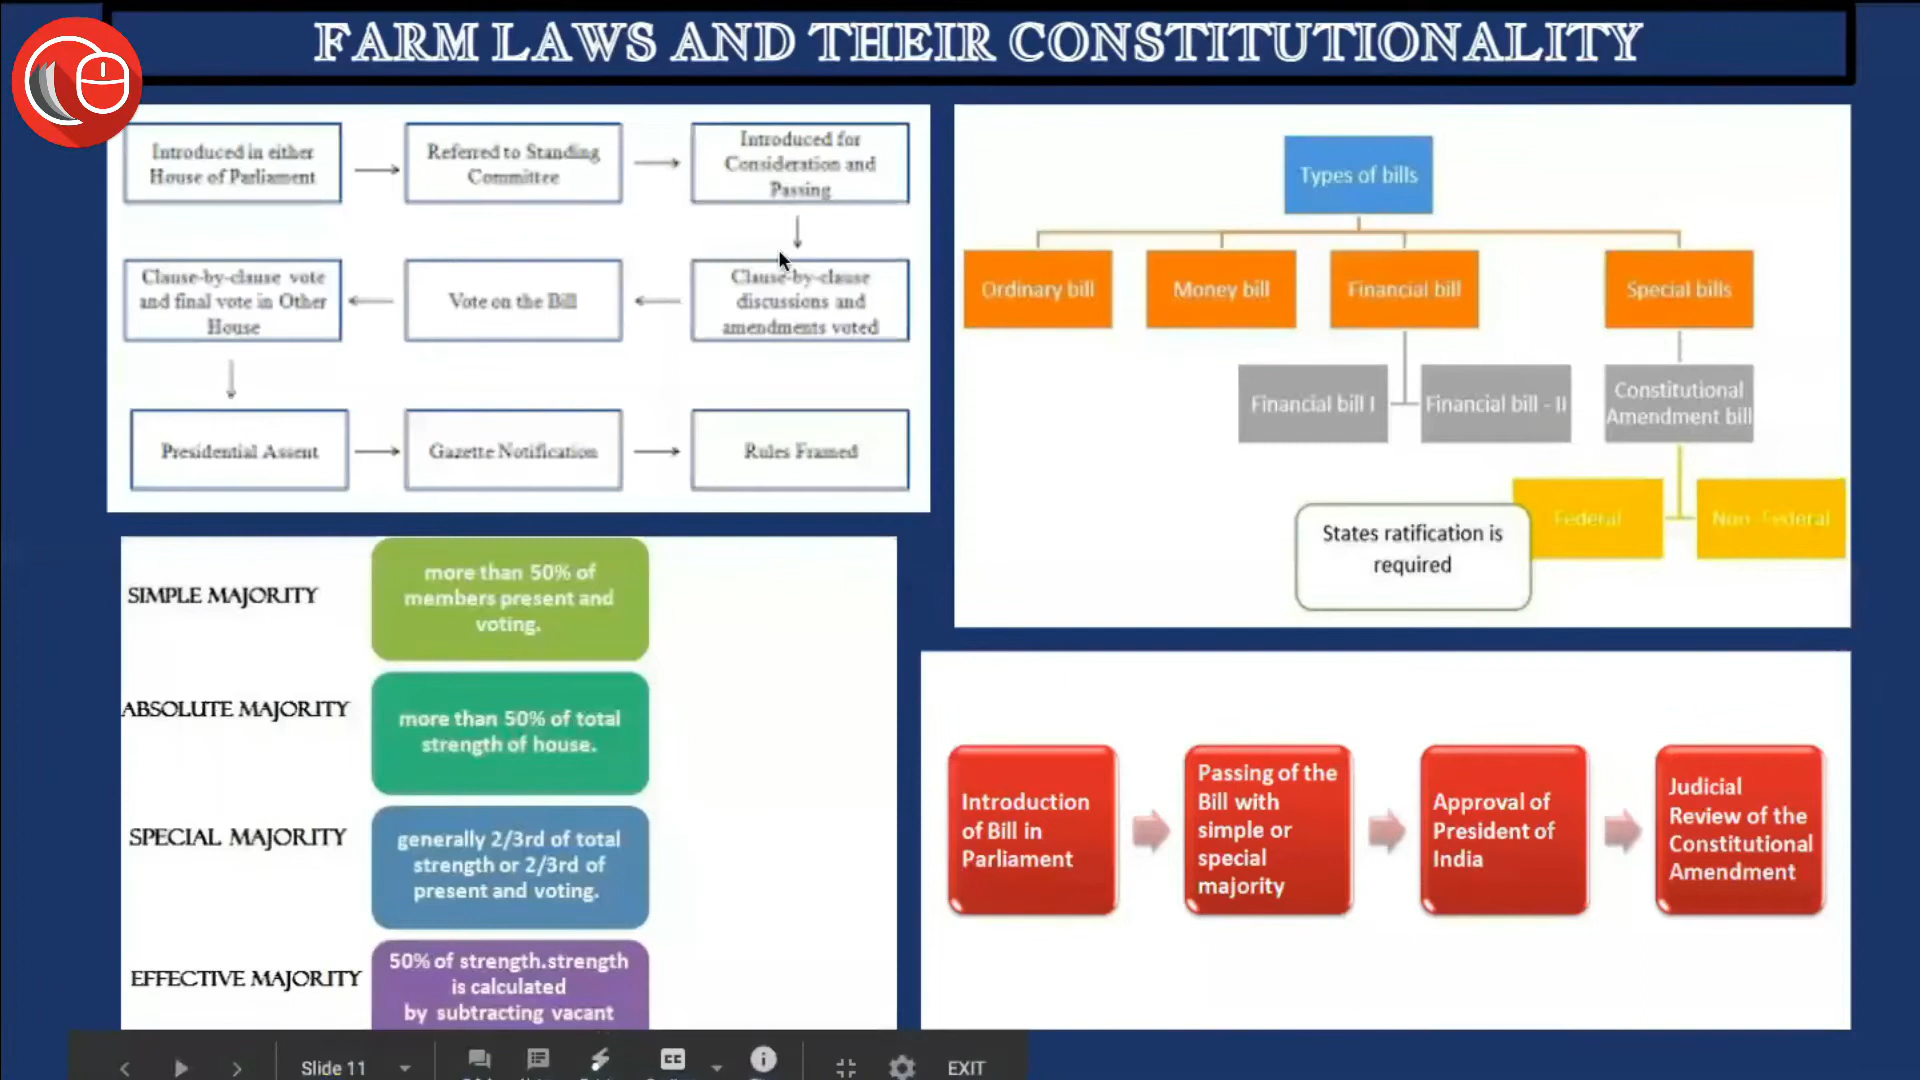 FARM LAWS AND THEIR CONSTITUTIONALITY
Introduced in either
House of Parliament
Referred to Standing
Committee
Introduced for
Consideration and
Passing
Clause-by-clause vote
and final vote in Other
House
Vote on the Bill
Clause-by-clause
discussions and
amendments voted
Presidential Assent
Gazette Notification
Rules Framed
Types of bills
Ordinary bill
Money bill
Financial bill
Special bills
Financial bill I
Financial bill - II
Constitutional
Amendment bill
Federal
Non -Federal
States ratification is
required
SIMPLE MAJORITY
more than 50% of
members present and
voting.
ABSOLUTE MAJORITY
more than 50% of total
strength of house.
SPECIAL MAJORITY
generally 2/3rd of total
strength or 2/3rd of
present and voting.
EFFECTIVE MAJORITY
50% of strength.strength
is calculated
by subtracting vacant
Introduction
of Bill in
Parliament
Passing of the
Bill with
simple or
special
majority
Approval of
President of
India
Judicial
Review of the
Constitutional
Amendment
Slide 11
CC
EXIT